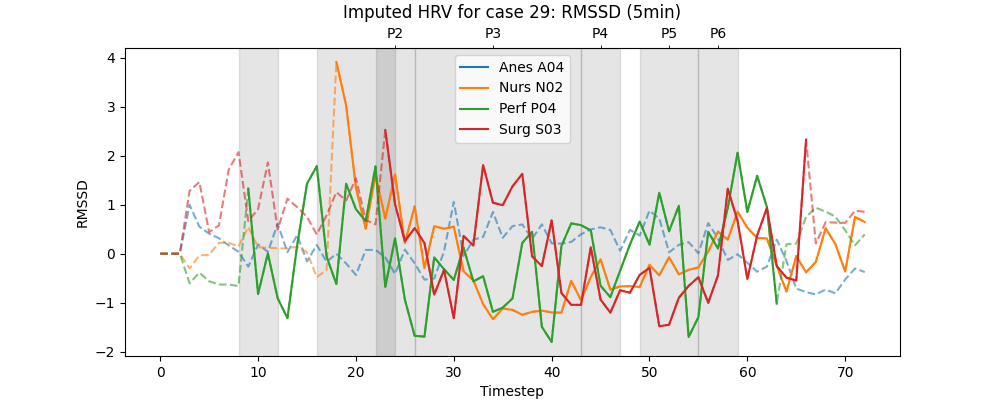 Imputed HRV for case 29: RMSSD (5min)
P2 P3 P4 P5 P6
Anes A04
Nurs N02
Perf P04
Surg S03
4
3
2
1
0
−1
−2
RMSSD
0 10 20 30 40 50 60 70
Timestep